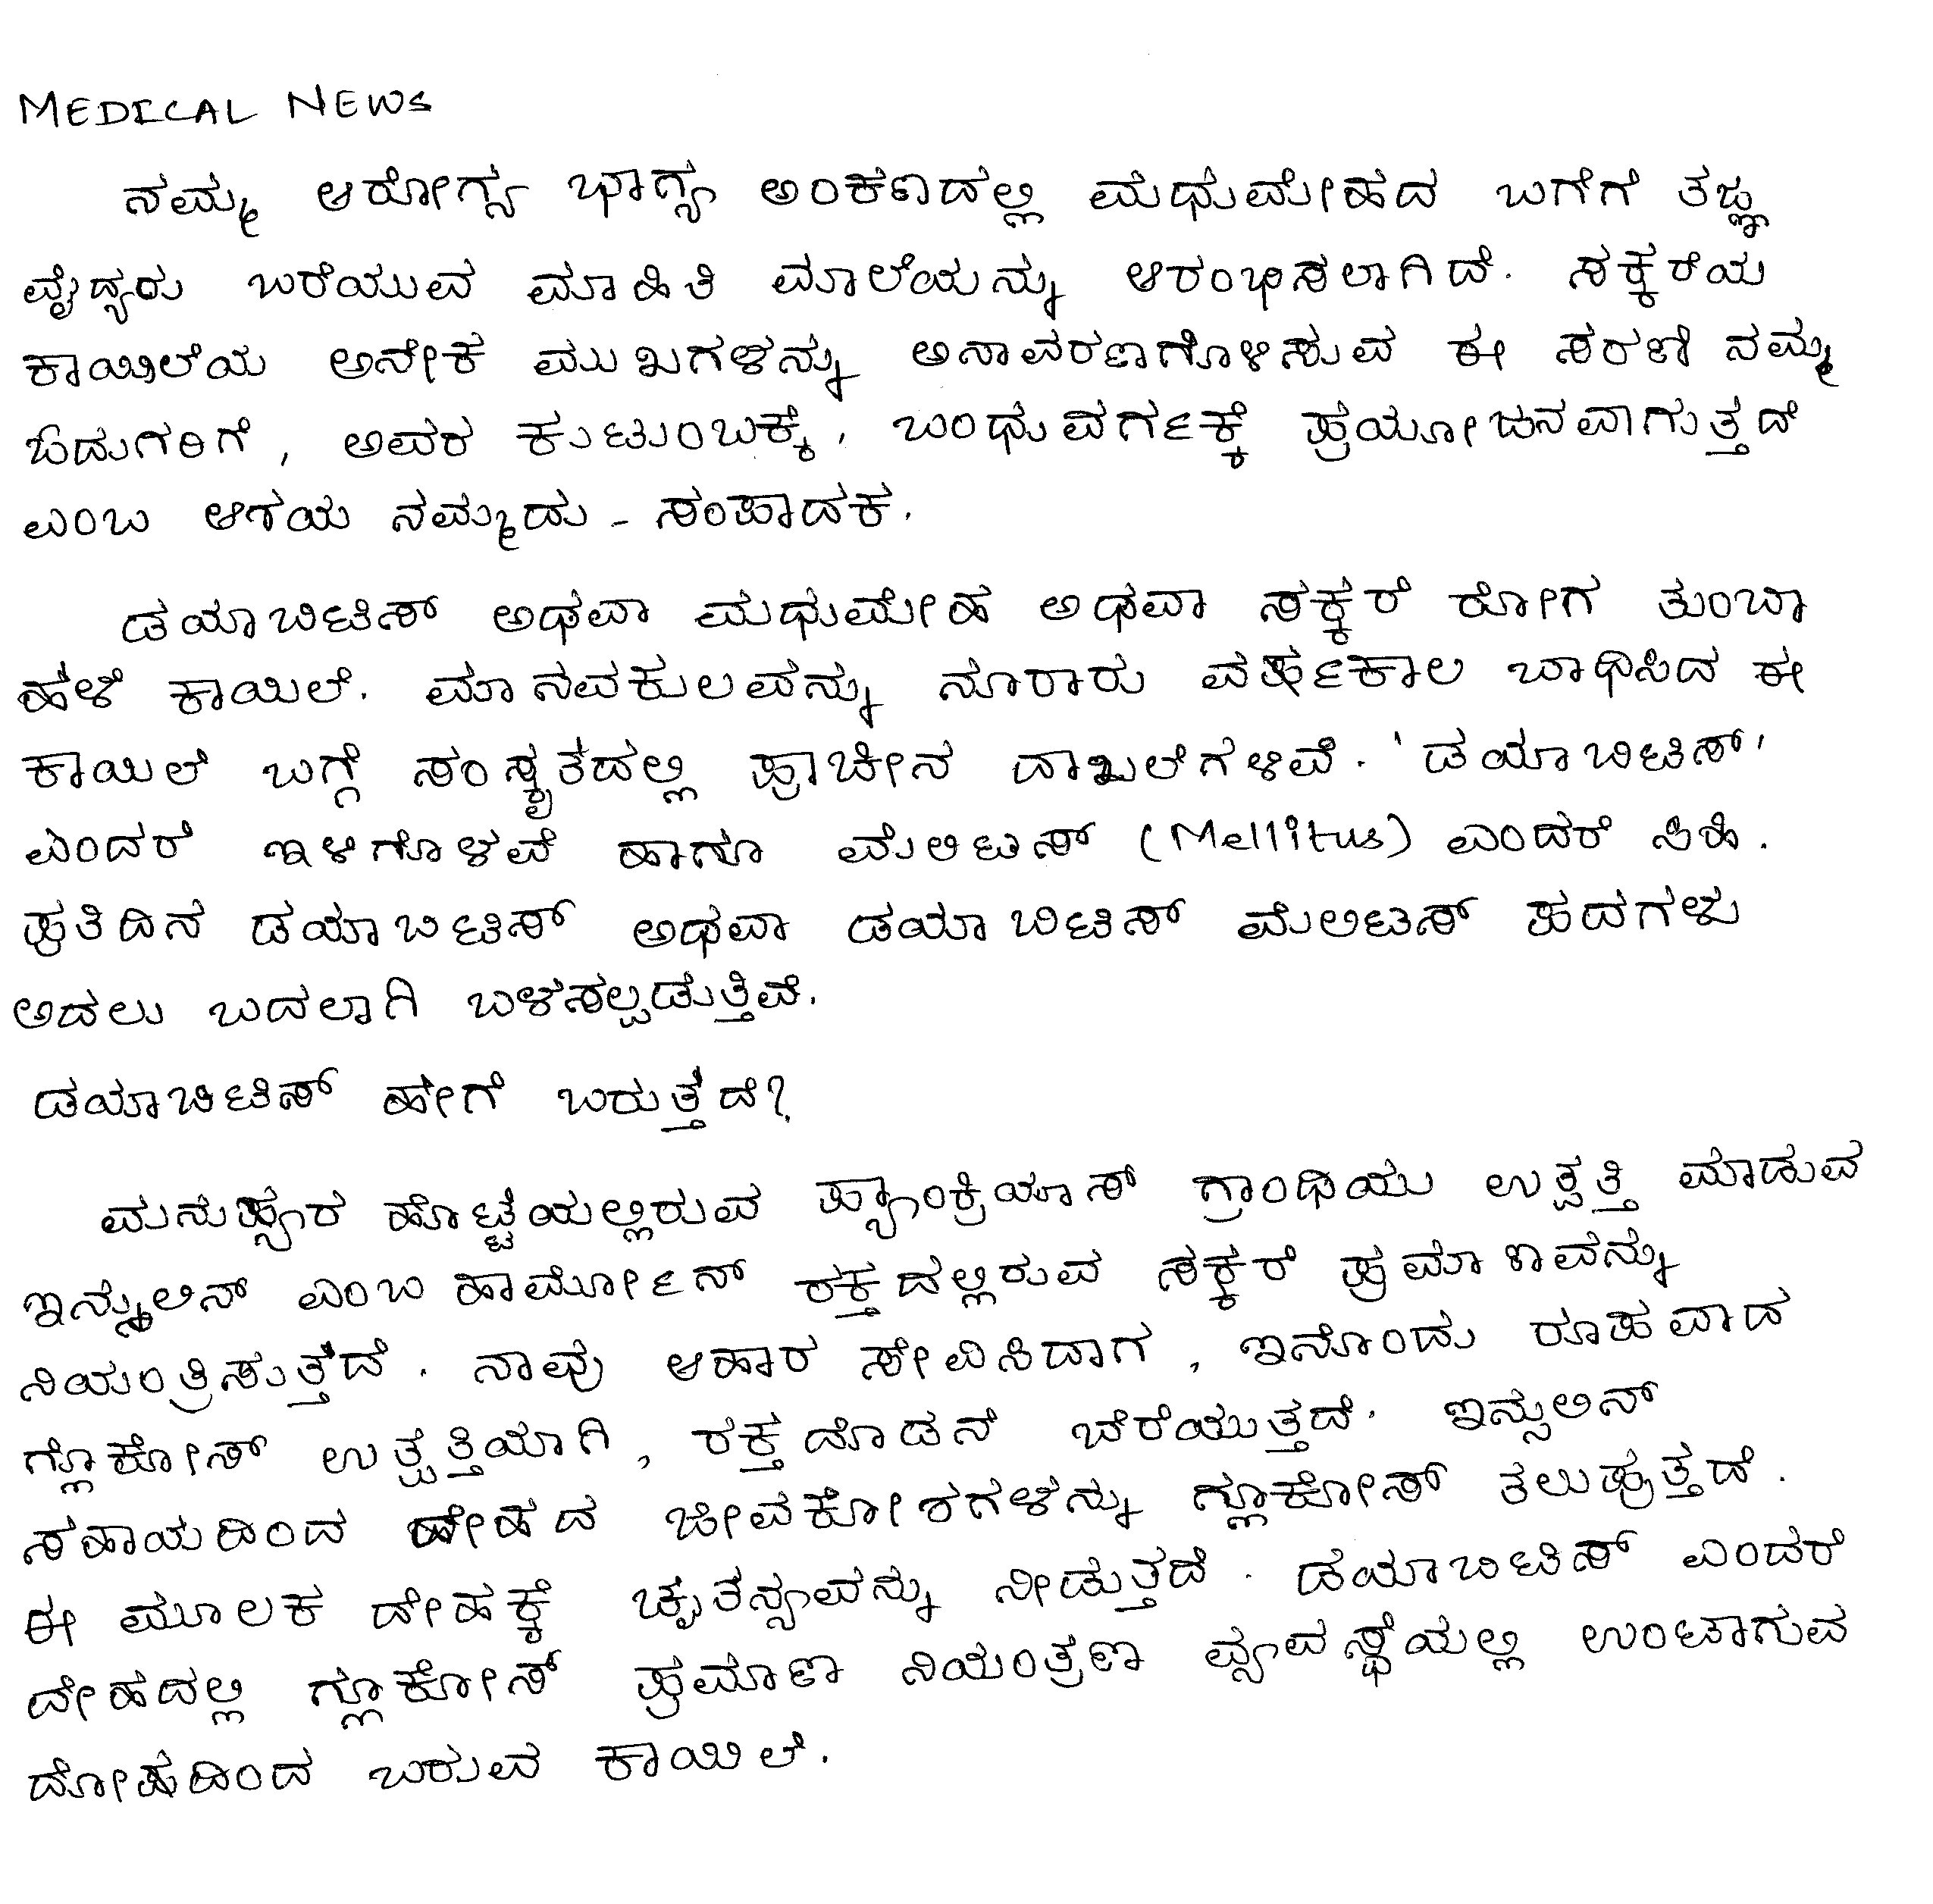 MEDICAL NEWS
ನಮ್ಮ ಆರೋಗ್ಯ ಭಾಗ್ಯ ಅಂಕಣದಲ್ಲಿ ಮಧುಮೇಹದ ಬಗೆಗೆ ತಜ್ಞ
ವೈದ್ಯರು ಬರೆಯುವ ಮಾಹಿತಿ ಮಾಲೆಯನ್ನು ಆರಂಭಿಸಲಾಗಿದೆ. ಸಕ್ಕರೆಯ
ಕಾಯಿಲೆಯ ಅನೇಕ ಮುಖಗಳನ್ನು ಅನಾವರಣಗೊಳಿಸುವ ಈ ಸರಣಿ ನಮ್ಮ
ಓದುಗರಿಗೆ, ಅವರ ಕುಟುಂಬಕ್ಕೆ, ಬಂಧುವರ್ಗಕ್ಕೆ ಪ್ರಯೋಜನವಾಗುತ್ತದೆ
ಎಂಬ ಆಶಯ ನಮ್ಮದು - ಸಂಪಾದಕ.
ಡಯಾಬಿಟಿಸ್ ಅಥವಾ ಮಧುಮೇಹ ಅಥವಾ ಸಕ್ಕರೆ ರೋಗ ತುಂಬಾ
ಹಳೆ ಕಾಯಿಲೆ. ಮಾನವಕುಲವನ್ನು ನೂರಾರು ವರ್ಷಕಾಲ ಬಾಧಿಸಿದ ಈ
ಕಾಯಿಲೆ ಬಗ್ಗೆ ಸಂಸ್ಕೃತದಲ್ಲಿ ಪ್ರಾಚೀನ ದಾಖಲೆಗಳಿವೆ. 'ಡಯಾಬಿಟಿಸ್'
ಎಂದರೆ ಇಳಿಗೊಳವೆ ಹಾಗೂ ಮೆಲಿಟಸ್ (Mellitus) ಎಂದರೆ ಸಿಹಿ.
ಪ್ರತಿದಿನ ಡಯಾಬಿಟಿಸ್ ಅಥವಾ ಡಯಾಬಿಟಿಸ್ ಮೆಲಿಟಸ್ ಪದಗಳು
ಅದಲು ಬದಲಾಗಿ ಬಳಸಲ್ಪಡುತ್ತಿವೆ.
ಡಯಾಬಿಟಿಸ್ ಹೇಗೆ ಬರುತ್ತದೆ?
ಮನುಷ್ಯರ ಹೊಟ್ಟೆಯಲ್ಲಿರುವ ಪ್ಯಾಂಕ್ರಿಯಾಸ್ ಗ್ರಾಂಥಿಯು ಉತ್ಪತ್ತಿ ಮಾಡುವ
ಇನ್ಸುಲಿನ್ ಎಂಬ ಹಾರ್ಮೋನ್ ರಕ್ತದಲ್ಲಿರುವ ಸಕ್ಕರೆ ಪ್ರಮಾಣವನ್ನು
ನಿಯಂತ್ರಿಸುತ್ತದೆ. ನಾವು ಆಹಾರ ಸೇವಿಸಿದಾಗ, ಇನೊಂದು ರೂಪವಾದ
ಗ್ಲೊಕೋಸ್ ಉತ್ಪತ್ತಿಯಾಗಿ, ರಕ್ತದೊಡನೆ ಬೆರೆಯುತ್ತದೆ. ಇನ್ಸುಲಿನ್
ಸಹಾಯದಿಂದ ದೇಹದ ಜೀವಕೋಶಗಳನ್ನು ಗ್ಲೂಕೋಸ್ ತಲುಪುತ್ತದೆ.
ಈ ಮೂಲಕ ದೇಹಕ್ಕೆ ಚೈತನ್ಯವನ್ನು ನೀಡುತ್ತದೆ. ಡಯಾಬಿಟಿಸ್ ಎಂದರೆ
ದೇಹದಲ್ಲಿ ಗ್ಲೂಕೋಸ್ ಪ್ರಮಾಣ ನಿಯಂತ್ರಣ ವ್ಯವಸ್ಥೆಯಲ್ಲಿ ಉಂಟಾಗುವ
ದೋಷದಿಂದ ಬರುವ ಕಾಯಿಲೆ.